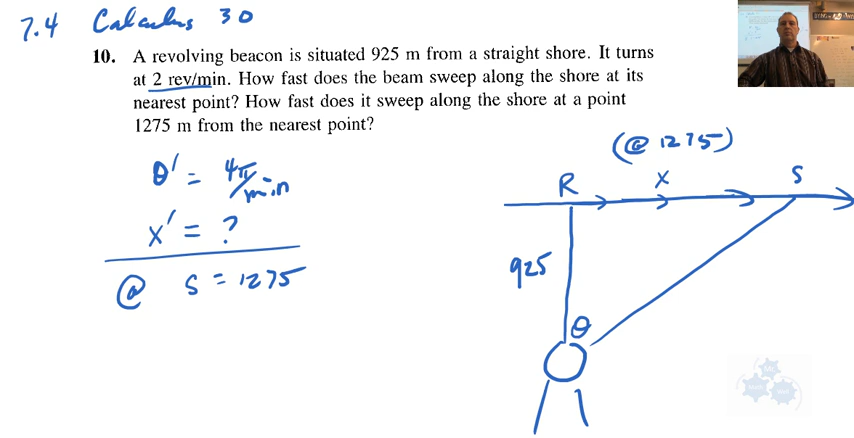 7.4 Calculus 30
10. A revolving beacon is situated 925 m from a straight shore. It turns
at 2 rev/min. How fast does the beam sweep along the shore at its
nearest point? How fast does it sweep along the shore at a point
1275 m from the nearest point?
θ' = 4π/min
x' = ?
@ S = 1275
(@ 1275)
R x S
925
θ